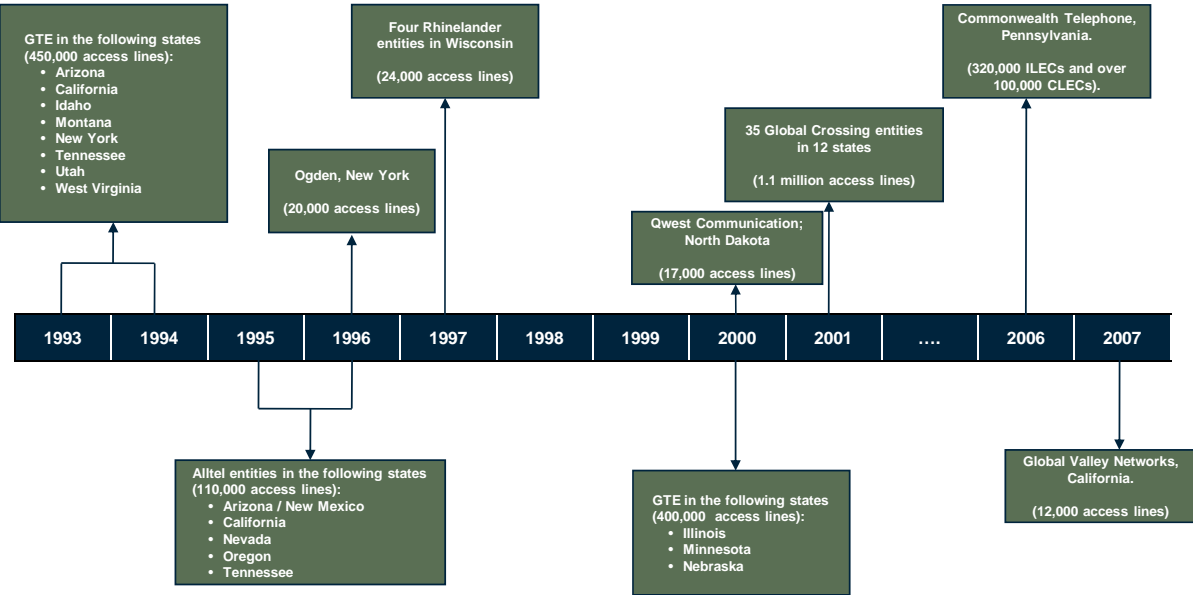 GTE in the following states
(450,000 access lines):
• Arizona
• California
• Idaho
• Montana
• New York
• Tennessee
• Utah
• West Virginia
Four Rhinelander
entities in Wisconsin
(24,000 access lines)
Ogden, New York
(20,000 access lines)
Commonwealth Telephone,
Pennsylvania.
(320,000 ILECs and over
100,000 CLECs).
35 Global Crossing entities
in 12 states
(1.1 million access lines)
Qwest Communication;
North Dakota
(17,000 access lines)
1993 1994 1995 1996 1997 1998 1999 2000 2001 .... 2006 2007
Alltel entities in the following states
(110,000 access lines):
• Arizona / New Mexico
• California
• Nevada
• Oregon
• Tennessee
GTE in the following states
(400,000 access lines):
• Illinois
• Minnesota
• Nebraska
Global Valley Networks,
California.
(12,000 access lines)